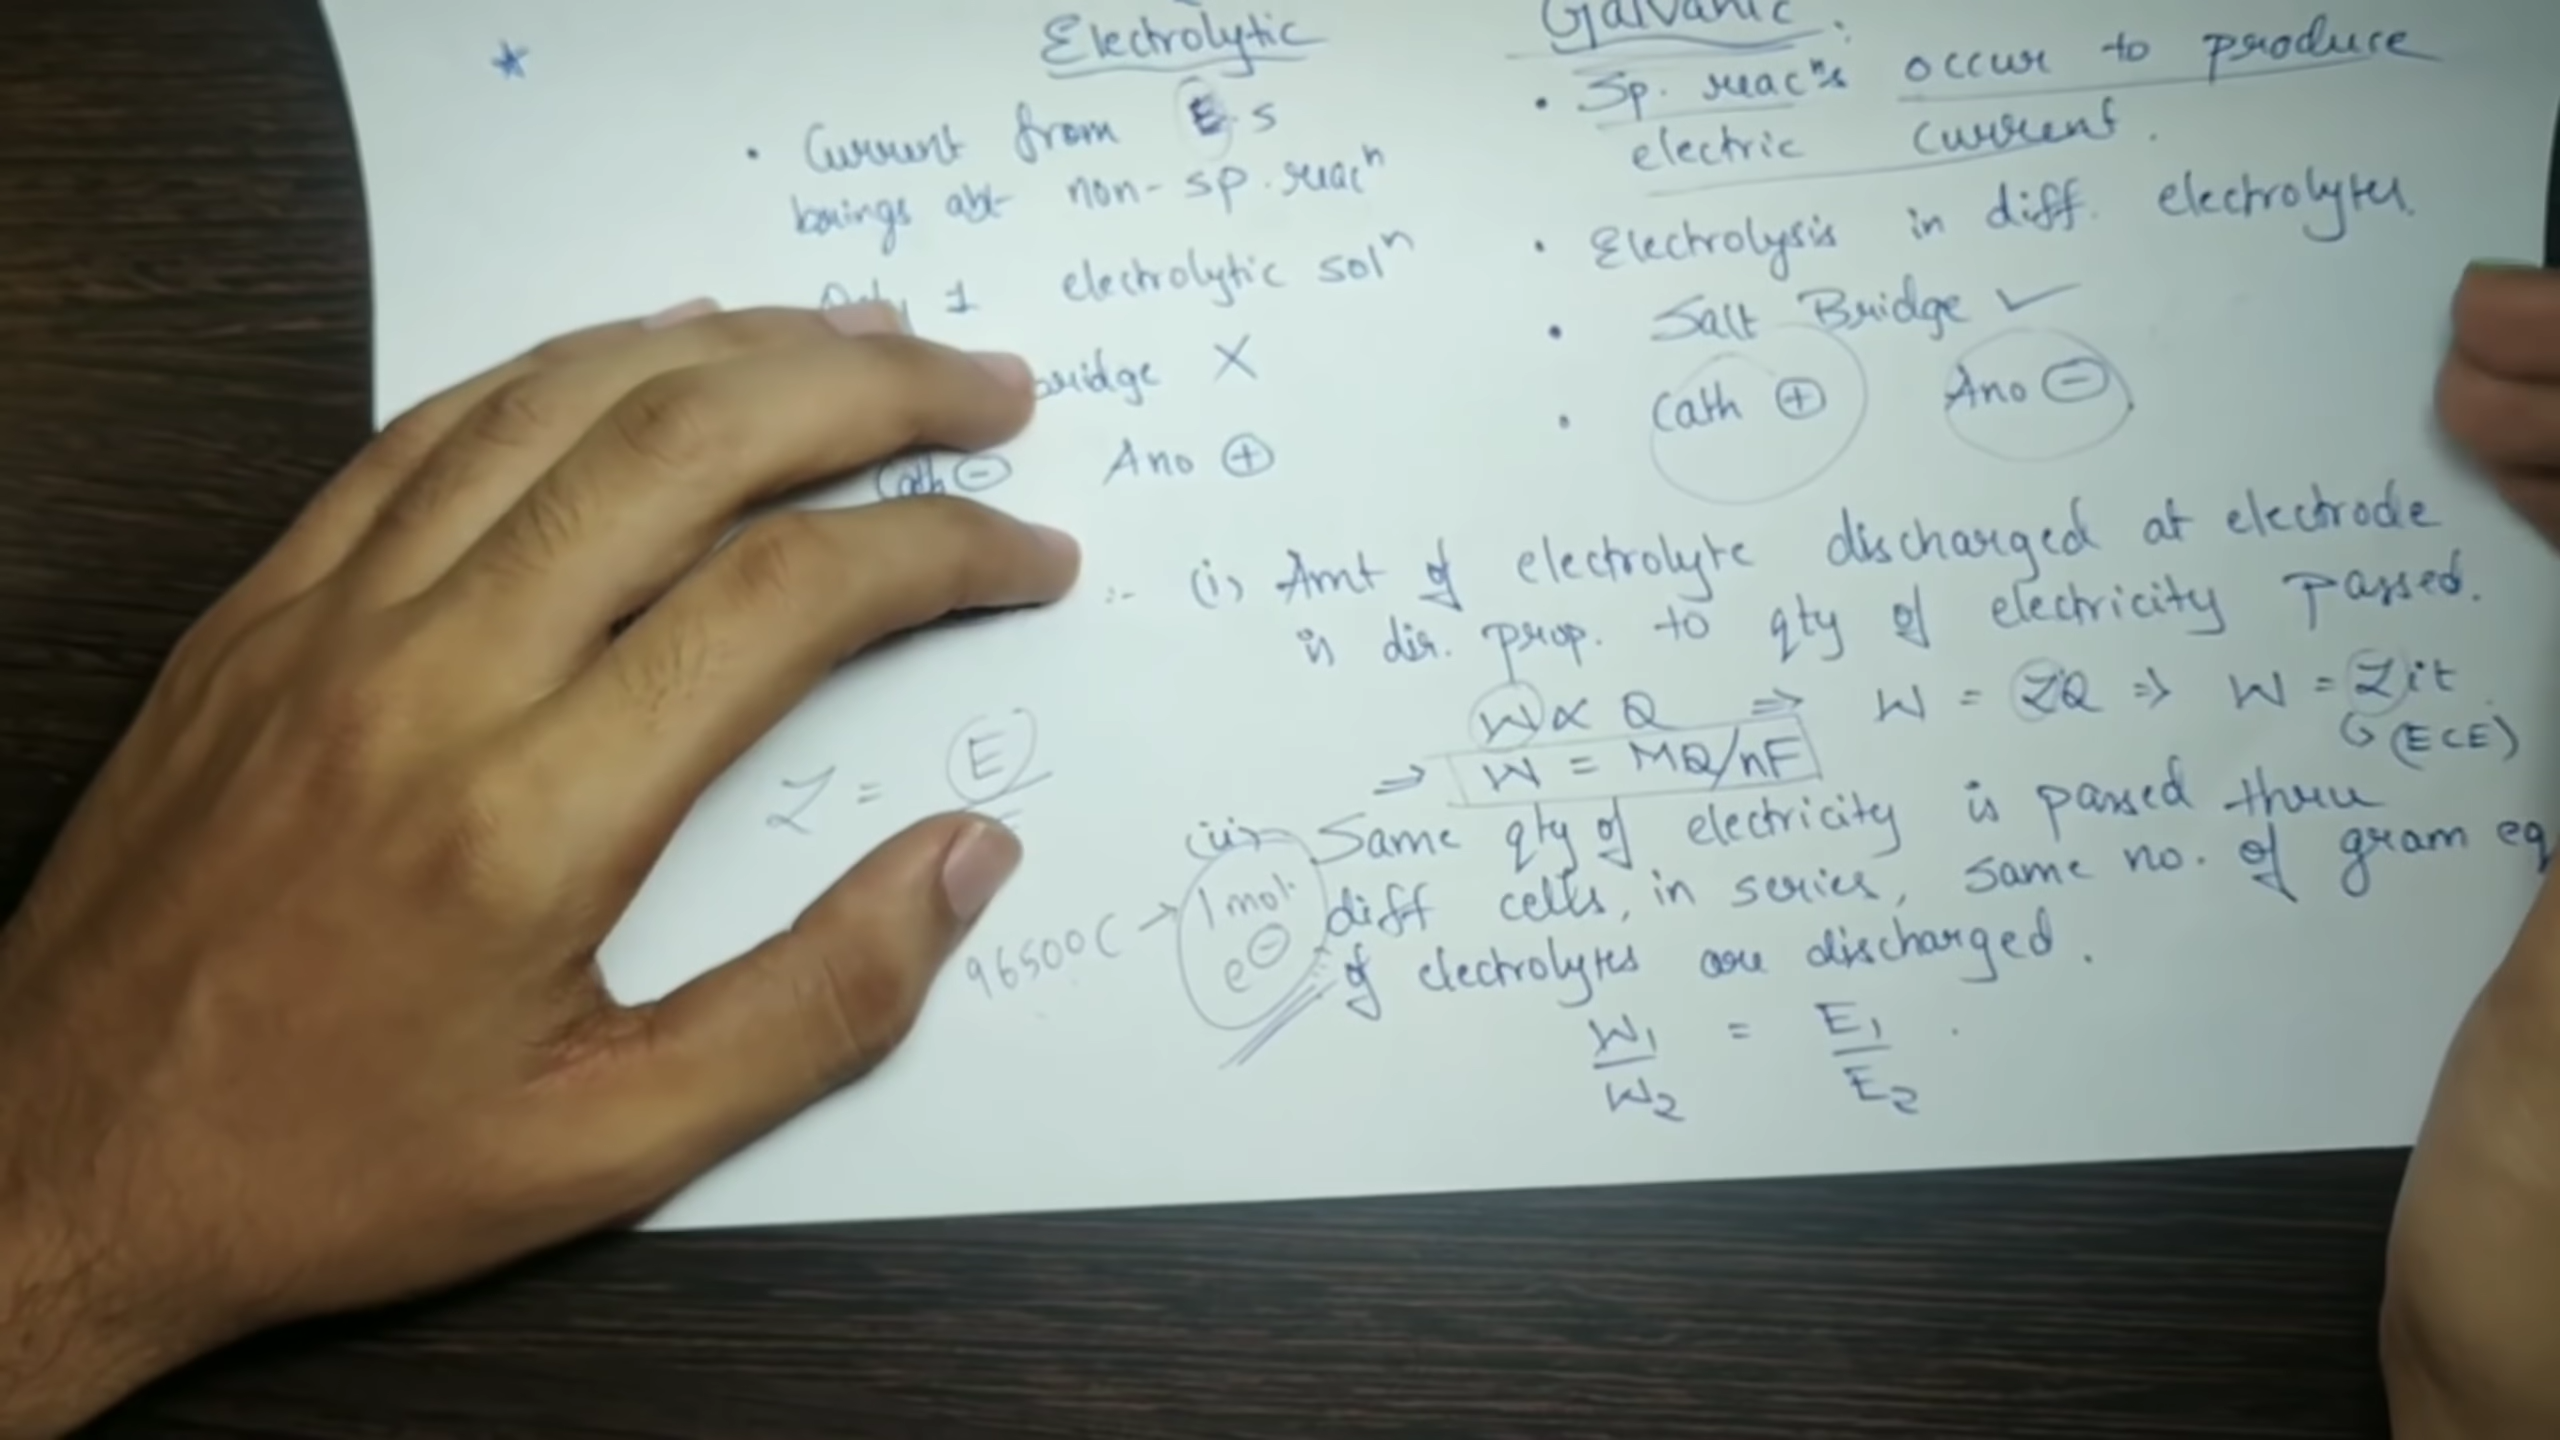 Electrolytic
• Current from E.S
brings abt non-sp. reacⁿ
Only 1 electrolytic solⁿ
bridge X
Cath ⊖ Ano ⊕
Galvanic :
• Sp. reacⁿs occur to produce
electric current.
• Electrolysis in diff. electrolytes.
• Salt Bridge ✓
• Cath ⊕ Ano ⊖
:- (i) Amt of electrolyte discharged at electrode
is dir. prop. to qty of electricity passed.
W ∝ Q ⇒ W = ZQ ⇒ W = Zit
(ECE)
⇒ W = MQ/nF
Z = E
(ii) Same qty of electricity is passed thru
diff cells, in series, same no. of gram eq
of electrolytes are discharged.
96500C → 1 mol
e⊖
W₁/W₂ = E₁/E₂